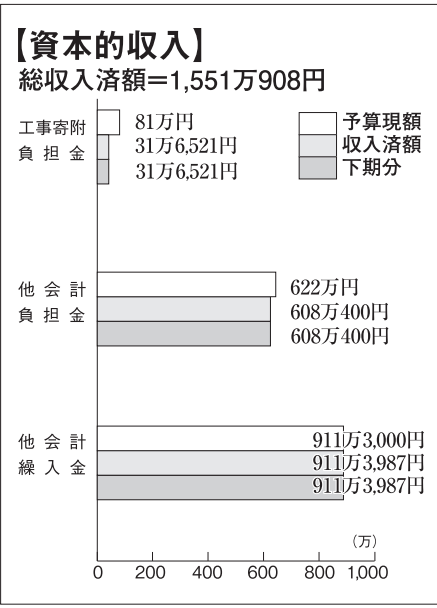 【資本的収入】
総収入済額＝1,551万908円
予算現額
収入済額
下期分
工事寄附
負担金
81万円
31万6,521円
31万6,521円
他会計
負担金
622万円
608万400円
608万400円
他会計
繰入金
911万3,000円
911万3,987円
911万3,987円
（万）
0 200 400 600 800 1,000